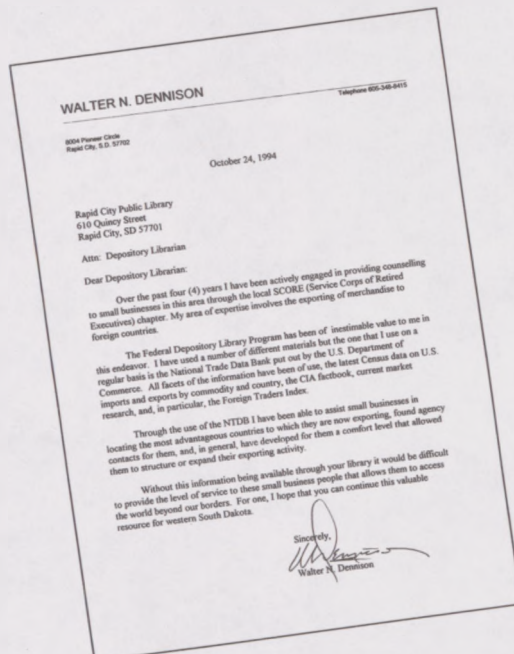 WALTER N. DENNISON
Telephone 605-348-8415
6004 Pioneer Circle
Rapid City, S.D. 57702
October 24, 1994
Rapid City Public Library
610 Quincy Street
Rapid City, SD 57701
Attn: Depository Librarian
Dear Depository Librarian:
Over the past four (4) years I have been actively engaged in providing counselling
to small businesses in this area through the local SCORE (Service Corps of Retired
Executives) chapter. My area of expertise involves the exporting of merchandise to
foreign countries.
The Federal Depository Library Program has been of inestimable value to me in
this endeavor. I have used a number of different materials but the one that I use on a
regular basis is the National Trade Data Bank put out by the U.S. Department of
Commerce. All facets of the information have been of use, the latest Census data on U.S.
imports and exports by commodity and country, the CIA factbook, current market
research, and, in particular, the Foreign Traders Index.
Through the use of the NTDB I have been able to assist small businesses in
locating the most advantageous countries to which they are now exporting, found agency
contacts for them, and, in general, have developed for them a comfort level that allowed
them to structure or expand their exporting activity.
Without this information being available through your library it would be difficult
to provide the level of service to these small business people that allows them to access
the world beyond our borders. For one, I hope that you can continue this valuable
resource for western South Dakota.
Sincerely,
Walter N. Dennison